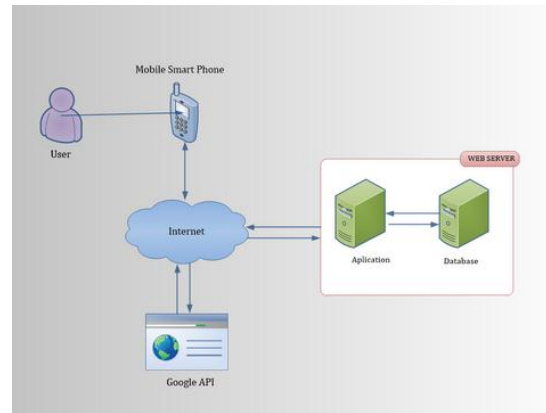 Mobile Smart Phone
User
WEB SERVER
Internet
Aplication
Database
Google API